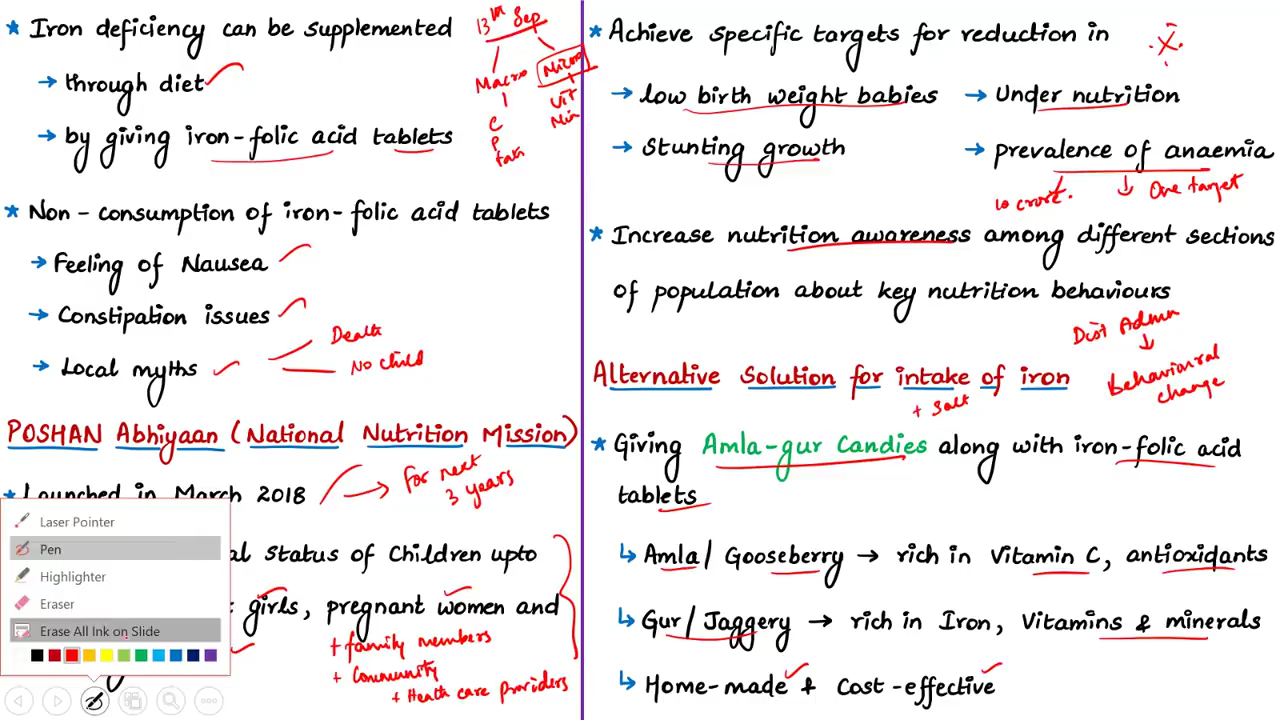 * Iron deficiency can be supplemented
→ through diet
→ by giving iron-folic acid tablets
13th Sep
Macro
Micro
C
P
Fats
Vit
Min
* Non-consumption of iron-folic acid tablets
→ Feeling of Nausea
→ Constipation issues
→ Local myths
Death
No child
POSHAN Abhiyaan (National Nutrition Mission)
* Launched in March 2018
for next
3 years
al status of Children upto
girls, pregnant women and
+ family members
+ Community
+ Heath care providers
Laser Pointer
Pen
Highlighter
Eraser
Erase All Ink on Slide
* Achieve specific targets for reduction in
→ low birth weight babies → Under nutrition
→ Stunting growth → prevalence of anaemia
10 crore.
One target
* Increase nutrition awareness among different sections
of population about key nutrition behaviours
Dist Admn
Behavioural
change
Alternative Solution for intake of iron
+ Salt
* Giving Amla-gur Candies along with iron-folic acid
tablets
↳ Amla/Gooseberry → rich in Vitamin C, antioxidants
↳ Gur/Jaggery → rich in Iron, Vitamins & minerals
↳ Home-made & Cost-effective